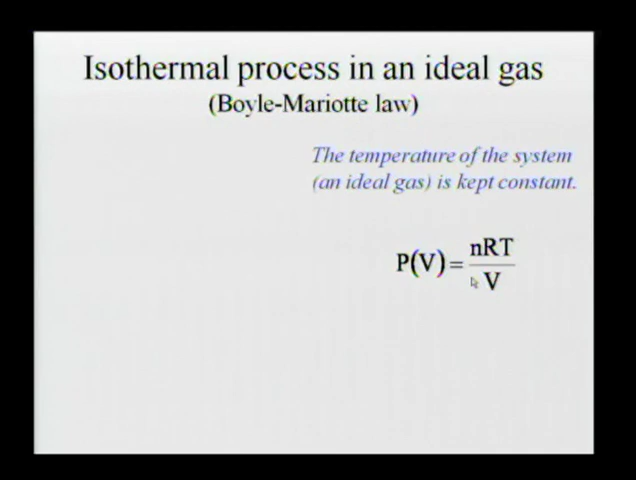 Isothermal process in an ideal gas
(Boyle-Mariotte law)
The temperature of the system
(an ideal gas) is kept constant.
P(V) = nRT / V